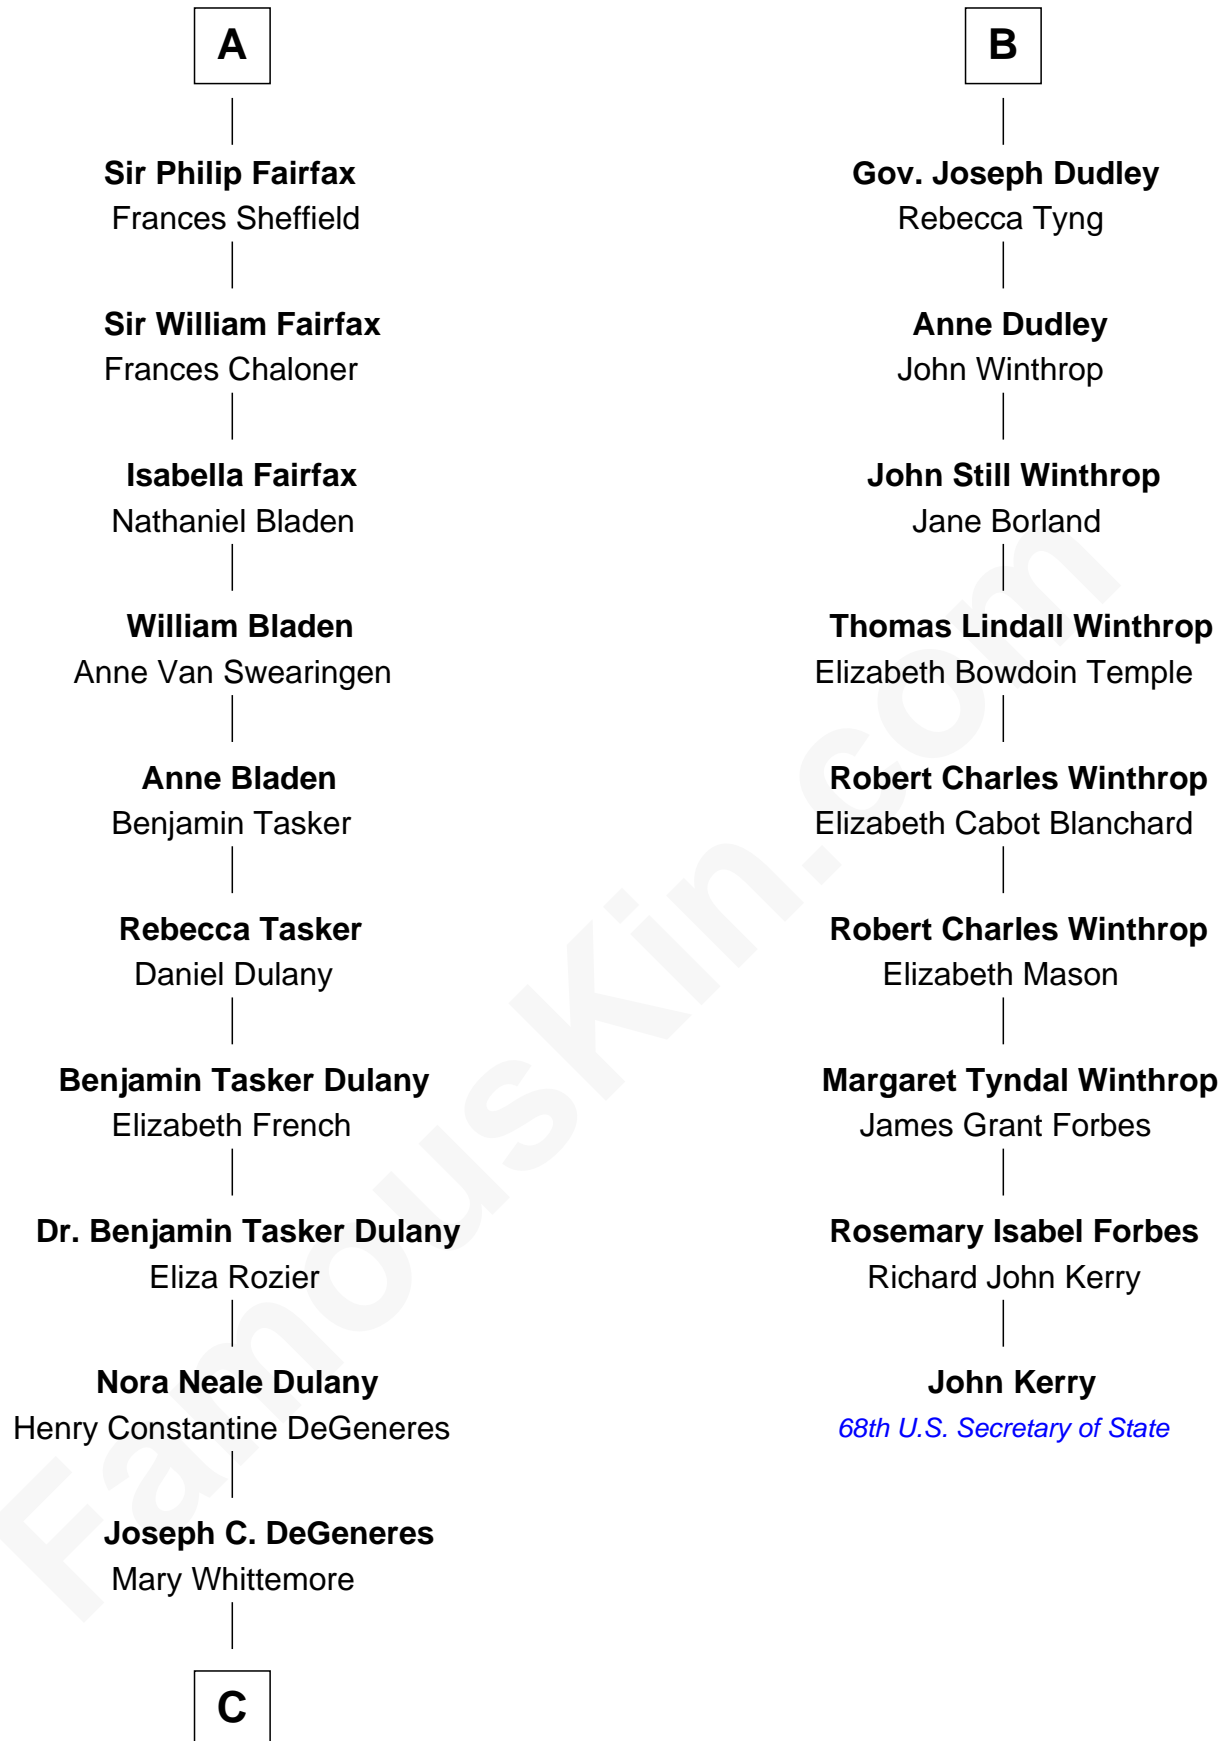 A
Sir Philip Fairfax
Frances Sheffield
Sir William Fairfax
Frances Chaloner
Isabella Fairfax
Nathaniel Bladen
William Bladen
Anne Van Swearingen
Anne Bladen
Benjamin Tasker
Rebecca Tasker
Daniel Dulany
Benjamin Tasker Dulany
Elizabeth French
Dr. Benjamin Tasker Dulany
Eliza Rozier
Nora Neale Dulany
Henry Constantine DeGeneres
Joseph C. DeGeneres
Mary Whittemore
C
B
Gov. Joseph Dudley
Rebecca Tyng
Anne Dudley
John Winthrop
John Still Winthrop
Jane Borland
Thomas Lindall Winthrop
Elizabeth Bowdoin Temple
Robert Charles Winthrop
Elizabeth Cabot Blanchard
Robert Charles Winthrop
Elizabeth Mason
Margaret Tyndal Winthrop
James Grant Forbes
Rosemary Isabel Forbes
Richard John Kerry
John Kerry
68th U.S. Secretary of State
FamousKin.com